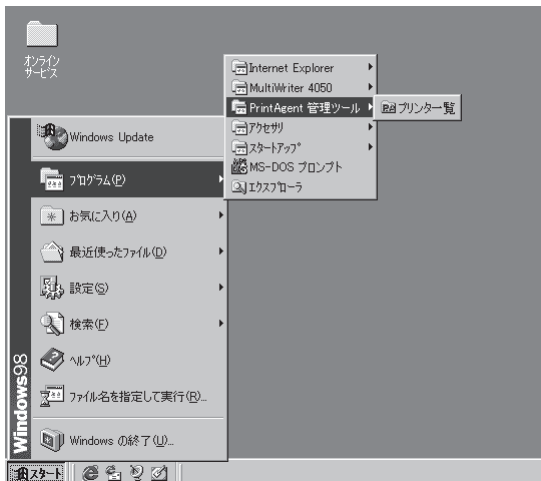 オンライン
サービス
Internet Explorer
MultiWriter 4050
PrintAgent 管理ツール
プリンター覧
アクセサリ
スタートアップ
MS-DOS プロンプト
エクスプローラ
Windows Update
プログラム(P)
お気に入り(A)
最近使ったファイル(D)
設定(S)
検索(F)
ヘルプ(H)
ファイル名を指定して実行(R)...
Windows の終了(U)...
Windows98
スタート